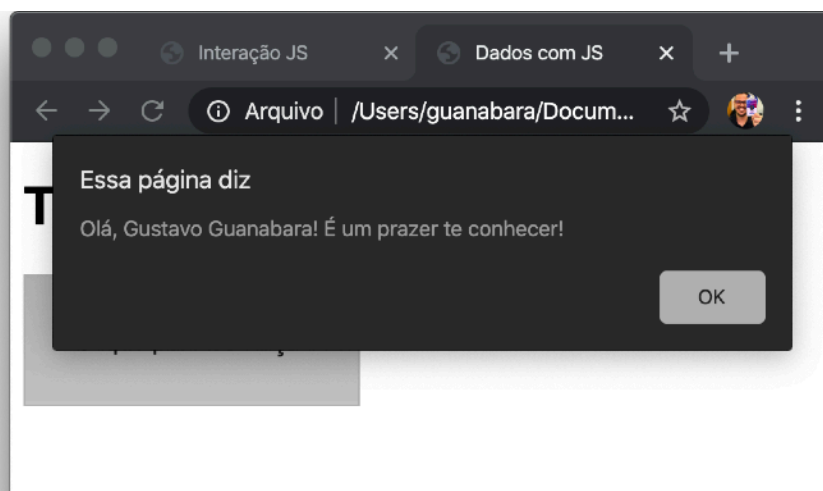 Interação JS
Dados com JS
Arquivo | /Users/guanabara/Docum...
Essa página diz
T
Olá, Gustavo Guanabara! É um prazer te conhecer!
OK